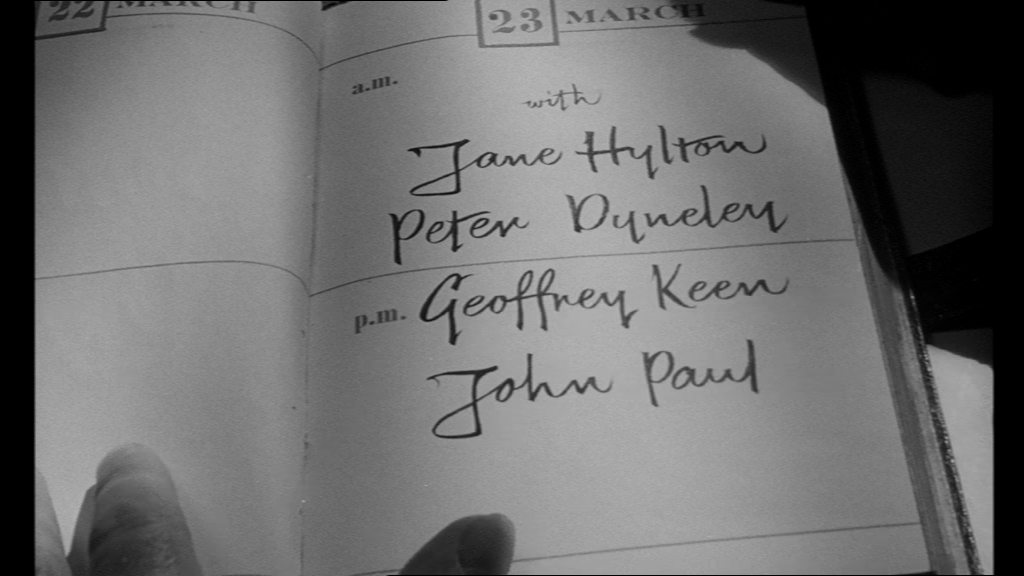 22 MARCH
23 MARCH
a.m.
with
Jane Hylton
Peter Dyneley
p.m. Geoffrey Keen
John Paul